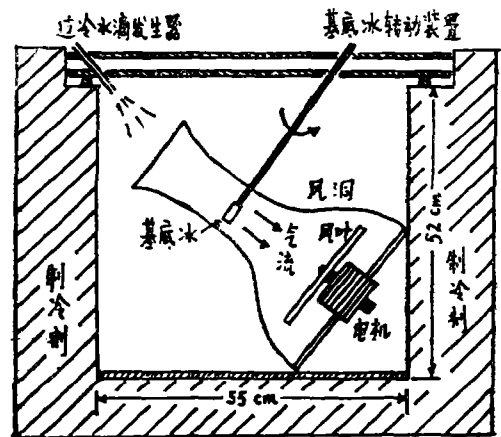 过冷水滴发生器
基底冰转动装置
风洞
基底冰
气流
风叶
电机
制冷剂
制冷剂
52 cm
55 cm